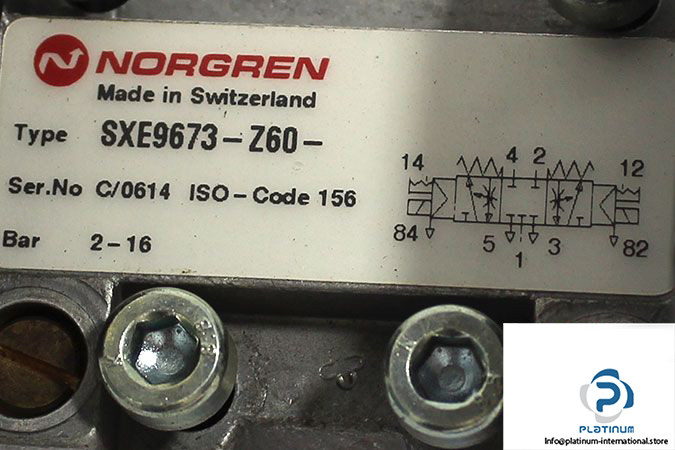 NORGREN
Made in Switzerland
Type SXE9673-Z60-
Ser.No C/0614 ISO-Code 156
Bar 2-16
14 4 2 12
84 5 1 3 82
PLATINUM
Info@platinum-international.store